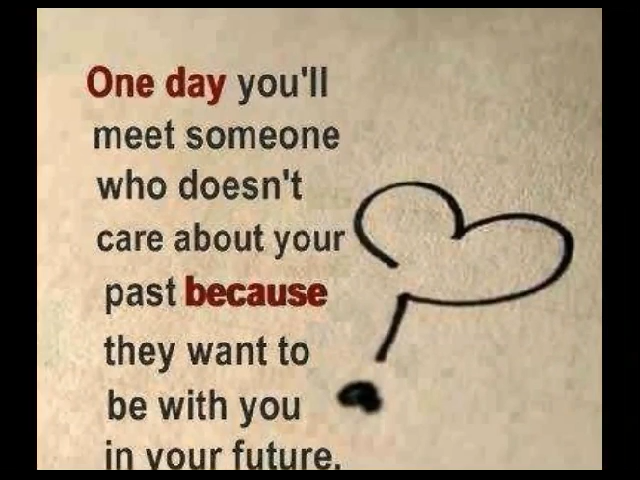 One day you'll
meet someone
who doesn't
care about your
past because
they want to
be with you
in your future.